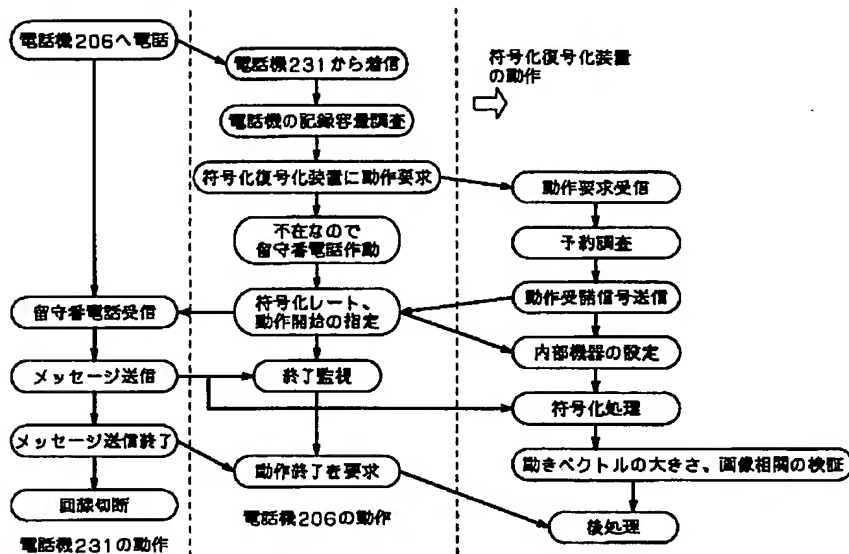 電話機206へ電話
留守番電話受信
メッセージ送信
メッセージ送信終了
回線切断
電話機231の動作
電話機231から着信
電話機の記録容量調査
符号化復号化装置に動作要求
不在なので
留守番電話作動
符号化レート、
動作開始の指定
終了監視
動作終了を要求
電話機206の動作
符号化復号化装置
の動作
動作要求受信
予約調査
動作受諾信号送信
内部機器の設定
符号化処理
動きベクトルの大きさ、画像相関の検証
後処理